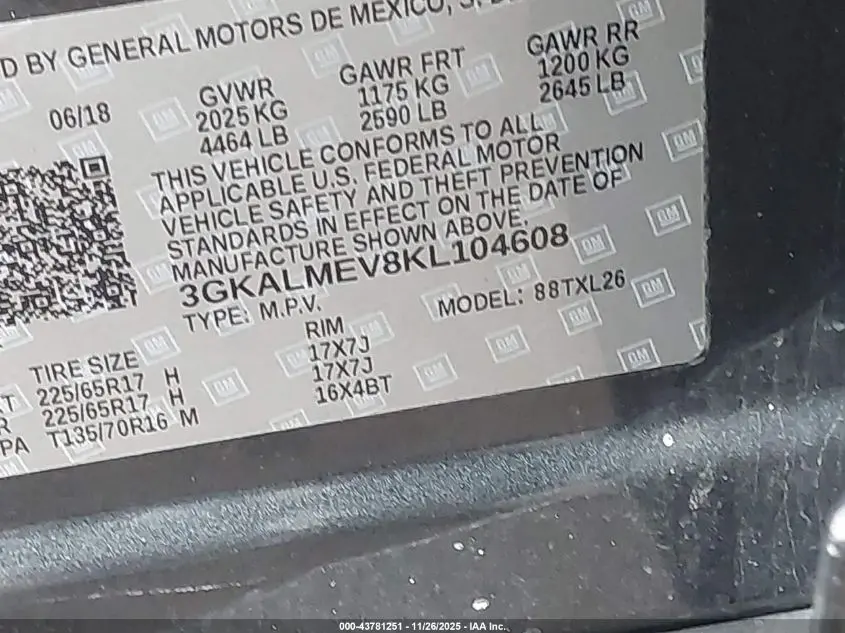 D BY GENERAL MOTORS DE MEXICO, S.
06/18
GVWR
2025 KG
4464 LB
GAWR FRT
1175 KG
2590 LB
GAWR RR
1200 KG
2645 LB
THIS VEHICLE CONFORMS TO ALL
APPLICABLE U.S. FEDERAL MOTOR
VEHICLE SAFETY AND THEFT PREVENTION
STANDARDS IN EFFECT ON THE DATE OF
MANUFACTURE SHOWN ABOVE.
3GKALMEV8KL104608
TYPE: M.P.V. MODEL: 88TXL26
TIRE SIZE RIM
T 225/65R17 H 17X7J
R 225/65R17 H 17X7J
PA T135/70R16 M 16X4BT
000-43781251 - 11/26/2025 - IAA Inc.